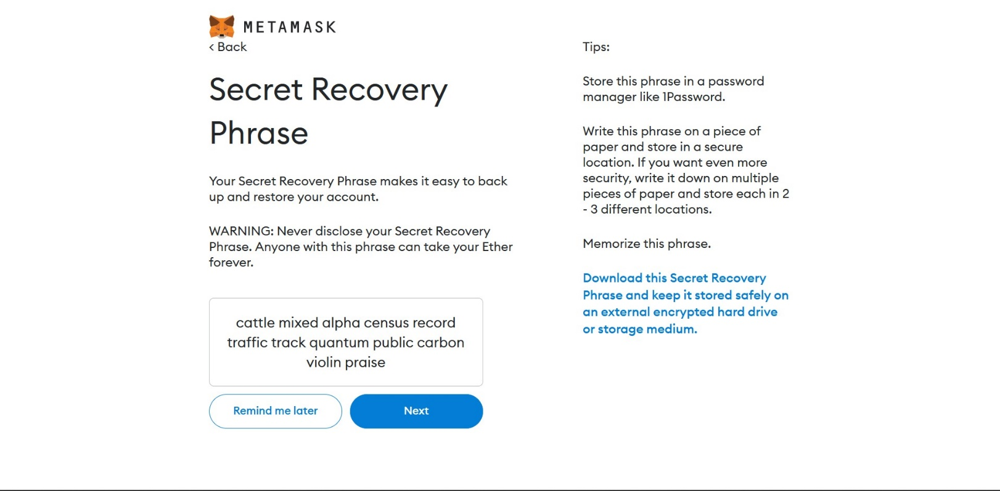 METAMASK
< Back
Secret Recovery
Phrase
Your Secret Recovery Phrase makes it easy to back
up and restore your account.
WARNING: Never disclose your Secret Recovery
Phrase. Anyone with this phrase can take your Ether
forever.
cattle mixed alpha census record
traffic track quantum public carbon
violin praise
Remind me later
Next
Tips:
Store this phrase in a password
manager like 1Password.
Write this phrase on a piece of
paper and store in a secure
location. If you want even more
security, write it down on multiple
pieces of paper and store each in 2
- 3 different locations.
Memorize this phrase.
Download this Secret Recovery
Phrase and keep it stored safely on
an external encrypted hard drive
or storage medium.